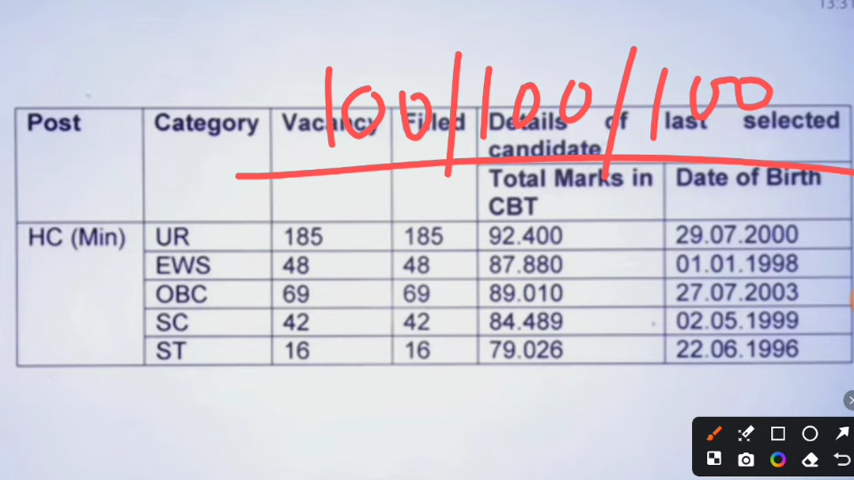 13:31
100/100/100
Post Category Vacancy Filled Details of last selected candidate
Total Marks in CBT Date of Birth
HC (Min) UR 185 185 92.400 29.07.2000
EWS 48 48 87.880 01.01.1998
OBC 69 69 89.010 27.07.2003
SC 42 42 84.489 02.05.1999
ST 16 16 79.026 22.06.1996